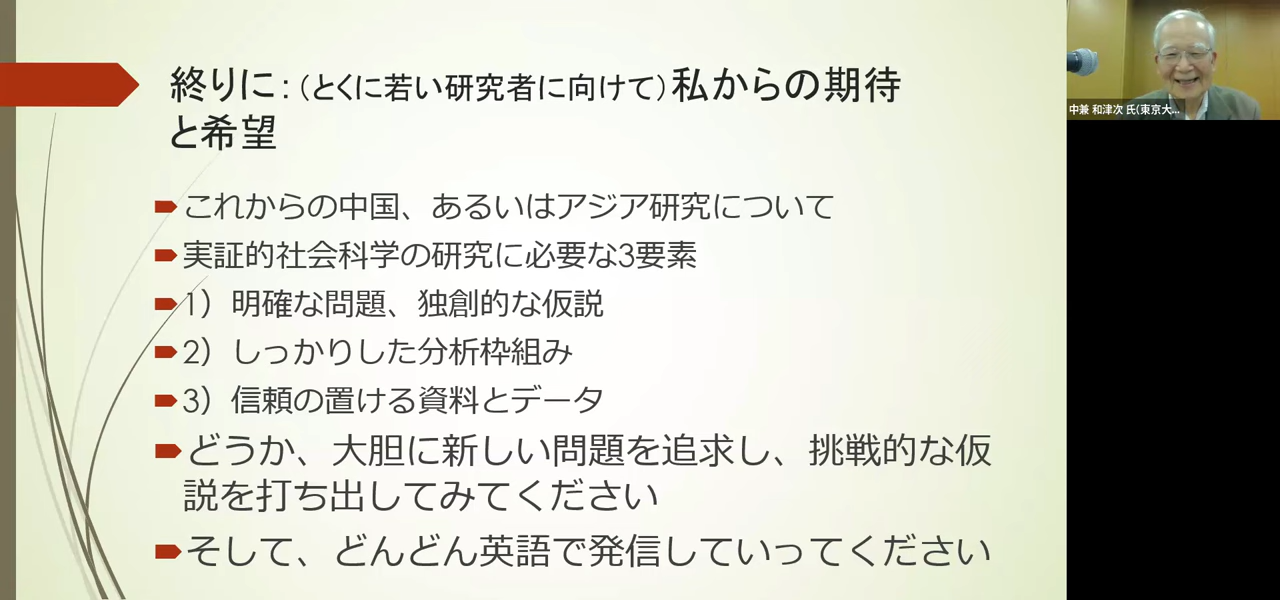 終りに:（とくに若い研究者に向けて）私からの期待
と希望
これからの中国、あるいはアジア研究について
実証的社会科学の研究に必要な3要素
1）明確な問題、独創的な仮説
2）しっかりした分析枠組み
3）信頼の置ける資料とデータ
どうか、大胆に新しい問題を追求し、挑戦的な仮
説を打ち出してみてください
そして、どんどん英語で発信していってください
中兼 和津次 氏(東京大...